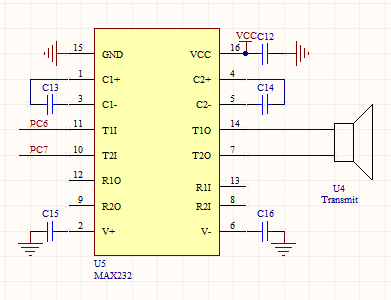 VCC C12
15 GND VCC 16
1 C1+ C2+ 4
C13 C14
3 C1- C2- 5
PC6 11 T1I T1O 14
PC7 10 T2I T2O 7
12 R1O R1I 13
9 R2O R2I 8
C15 C16
2 V+ V- 6
U4
Transmit
U5
MAX232